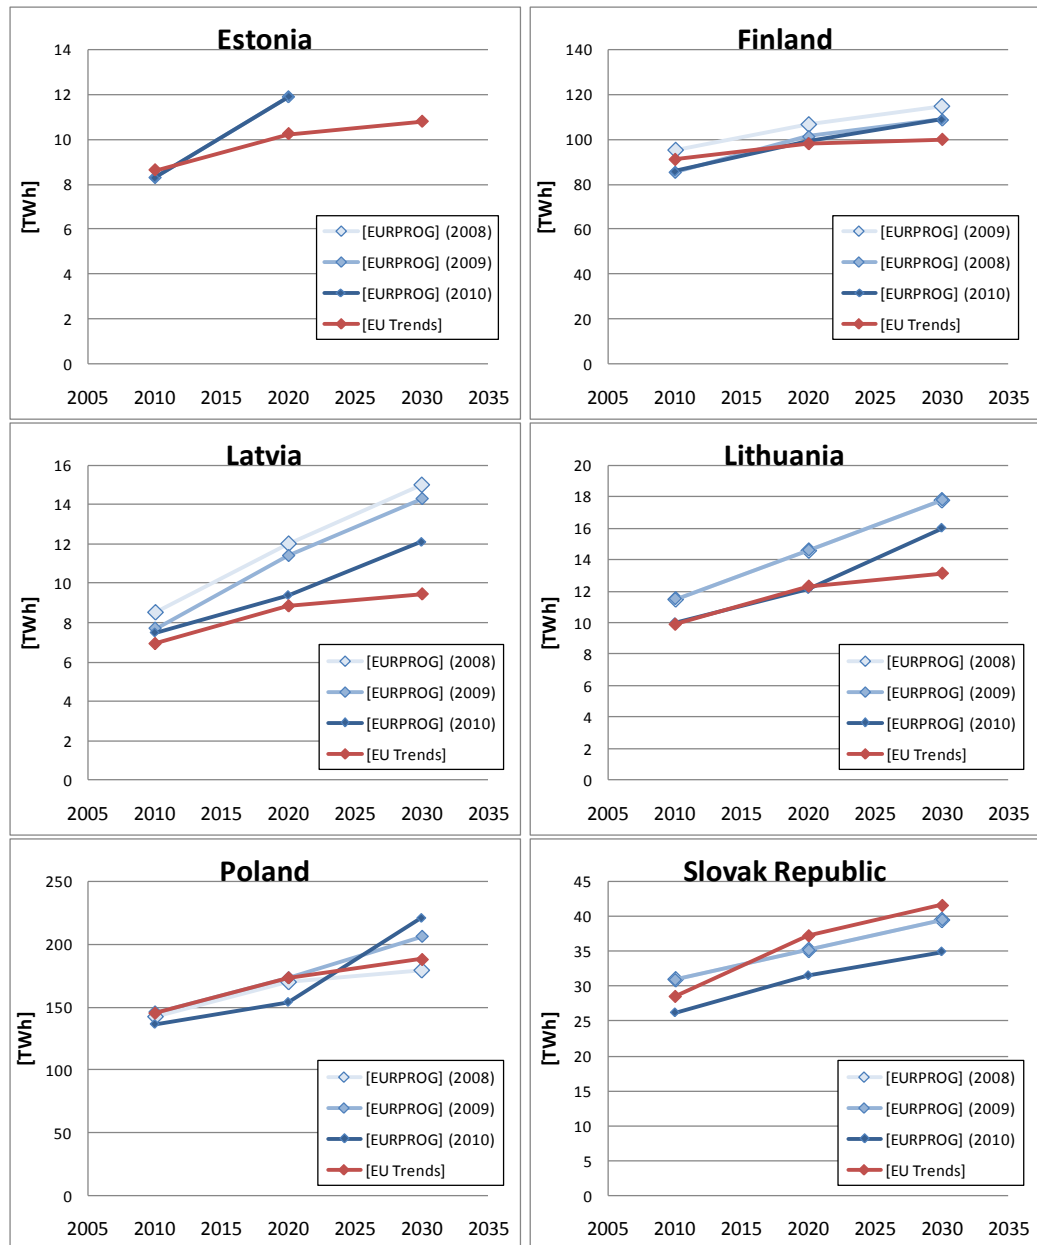 Estonia
[TWh]
14
12
10
8
6
4
2
0
2005 2010 2015 2020 2025 2030 2035
[EURPROG] (2008)
[EURPROG] (2009)
[EURPROG] (2010)
[EU Trends]
Finland
[TWh]
140
120
100
80
60
40
20
0
2005 2010 2015 2020 2025 2030 2035
[EURPROG] (2009)
[EURPROG] (2008)
[EURPROG] (2010)
[EU Trends]
Latvia
[TWh]
16
14
12
10
8
6
4
2
0
2005 2010 2015 2020 2025 2030 2035
[EURPROG] (2008)
[EURPROG] (2009)
[EURPROG] (2010)
[EU Trends]
Lithuania
[TWh]
20
18
16
14
12
10
8
6
4
2
0
2005 2010 2015 2020 2025 2030 2035
[EURPROG] (2008)
[EURPROG] (2009)
[EURPROG] (2010)
[EU Trends]
Poland
[TWh]
250
200
150
100
50
0
2005 2010 2015 2020 2025 2030 2035
[EURPROG] (2008)
[EURPROG] (2009)
[EURPROG] (2010)
[EU Trends]
Slovak Republic
[TWh]
45
40
35
30
25
20
15
10
5
0
2005 2010 2015 2020 2025 2030 2035
[EURPROG] (2008)
[EURPROG] (2009)
[EURPROG] (2010)
[EU Trends]